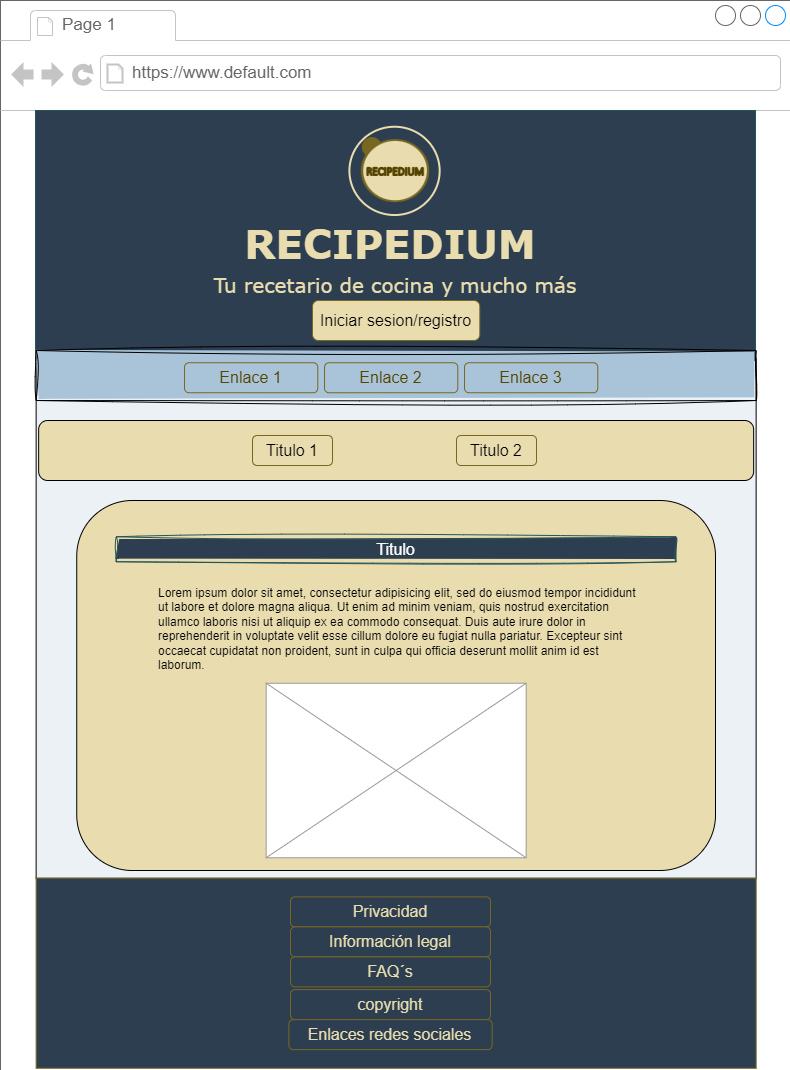 Page 1
https://www.default.com
RECIPEDIUM
RECIPEDIUM
Tu recetario de cocina y mucho más
Iniciar sesion/registro
Enlace 1 Enlace 2 Enlace 3
Titulo 1 Titulo 2
Titulo
Lorem ipsum dolor sit amet, consectetur adipisicing elit, sed do eiusmod tempor incididunt
ut labore et dolore magna aliqua. Ut enim ad minim veniam, quis nostrud exercitation
ullamco laboris nisi ut aliquip ex ea commodo consequat. Duis aute irure dolor in
reprehenderit in voluptate velit esse cillum dolore eu fugiat nulla pariatur. Excepteur sint
occaecat cupidatat non proident, sunt in culpa qui officia deserunt mollit anim id est
laborum.
Privacidad
Información legal
FAQ´s
copyright
Enlaces redes sociales